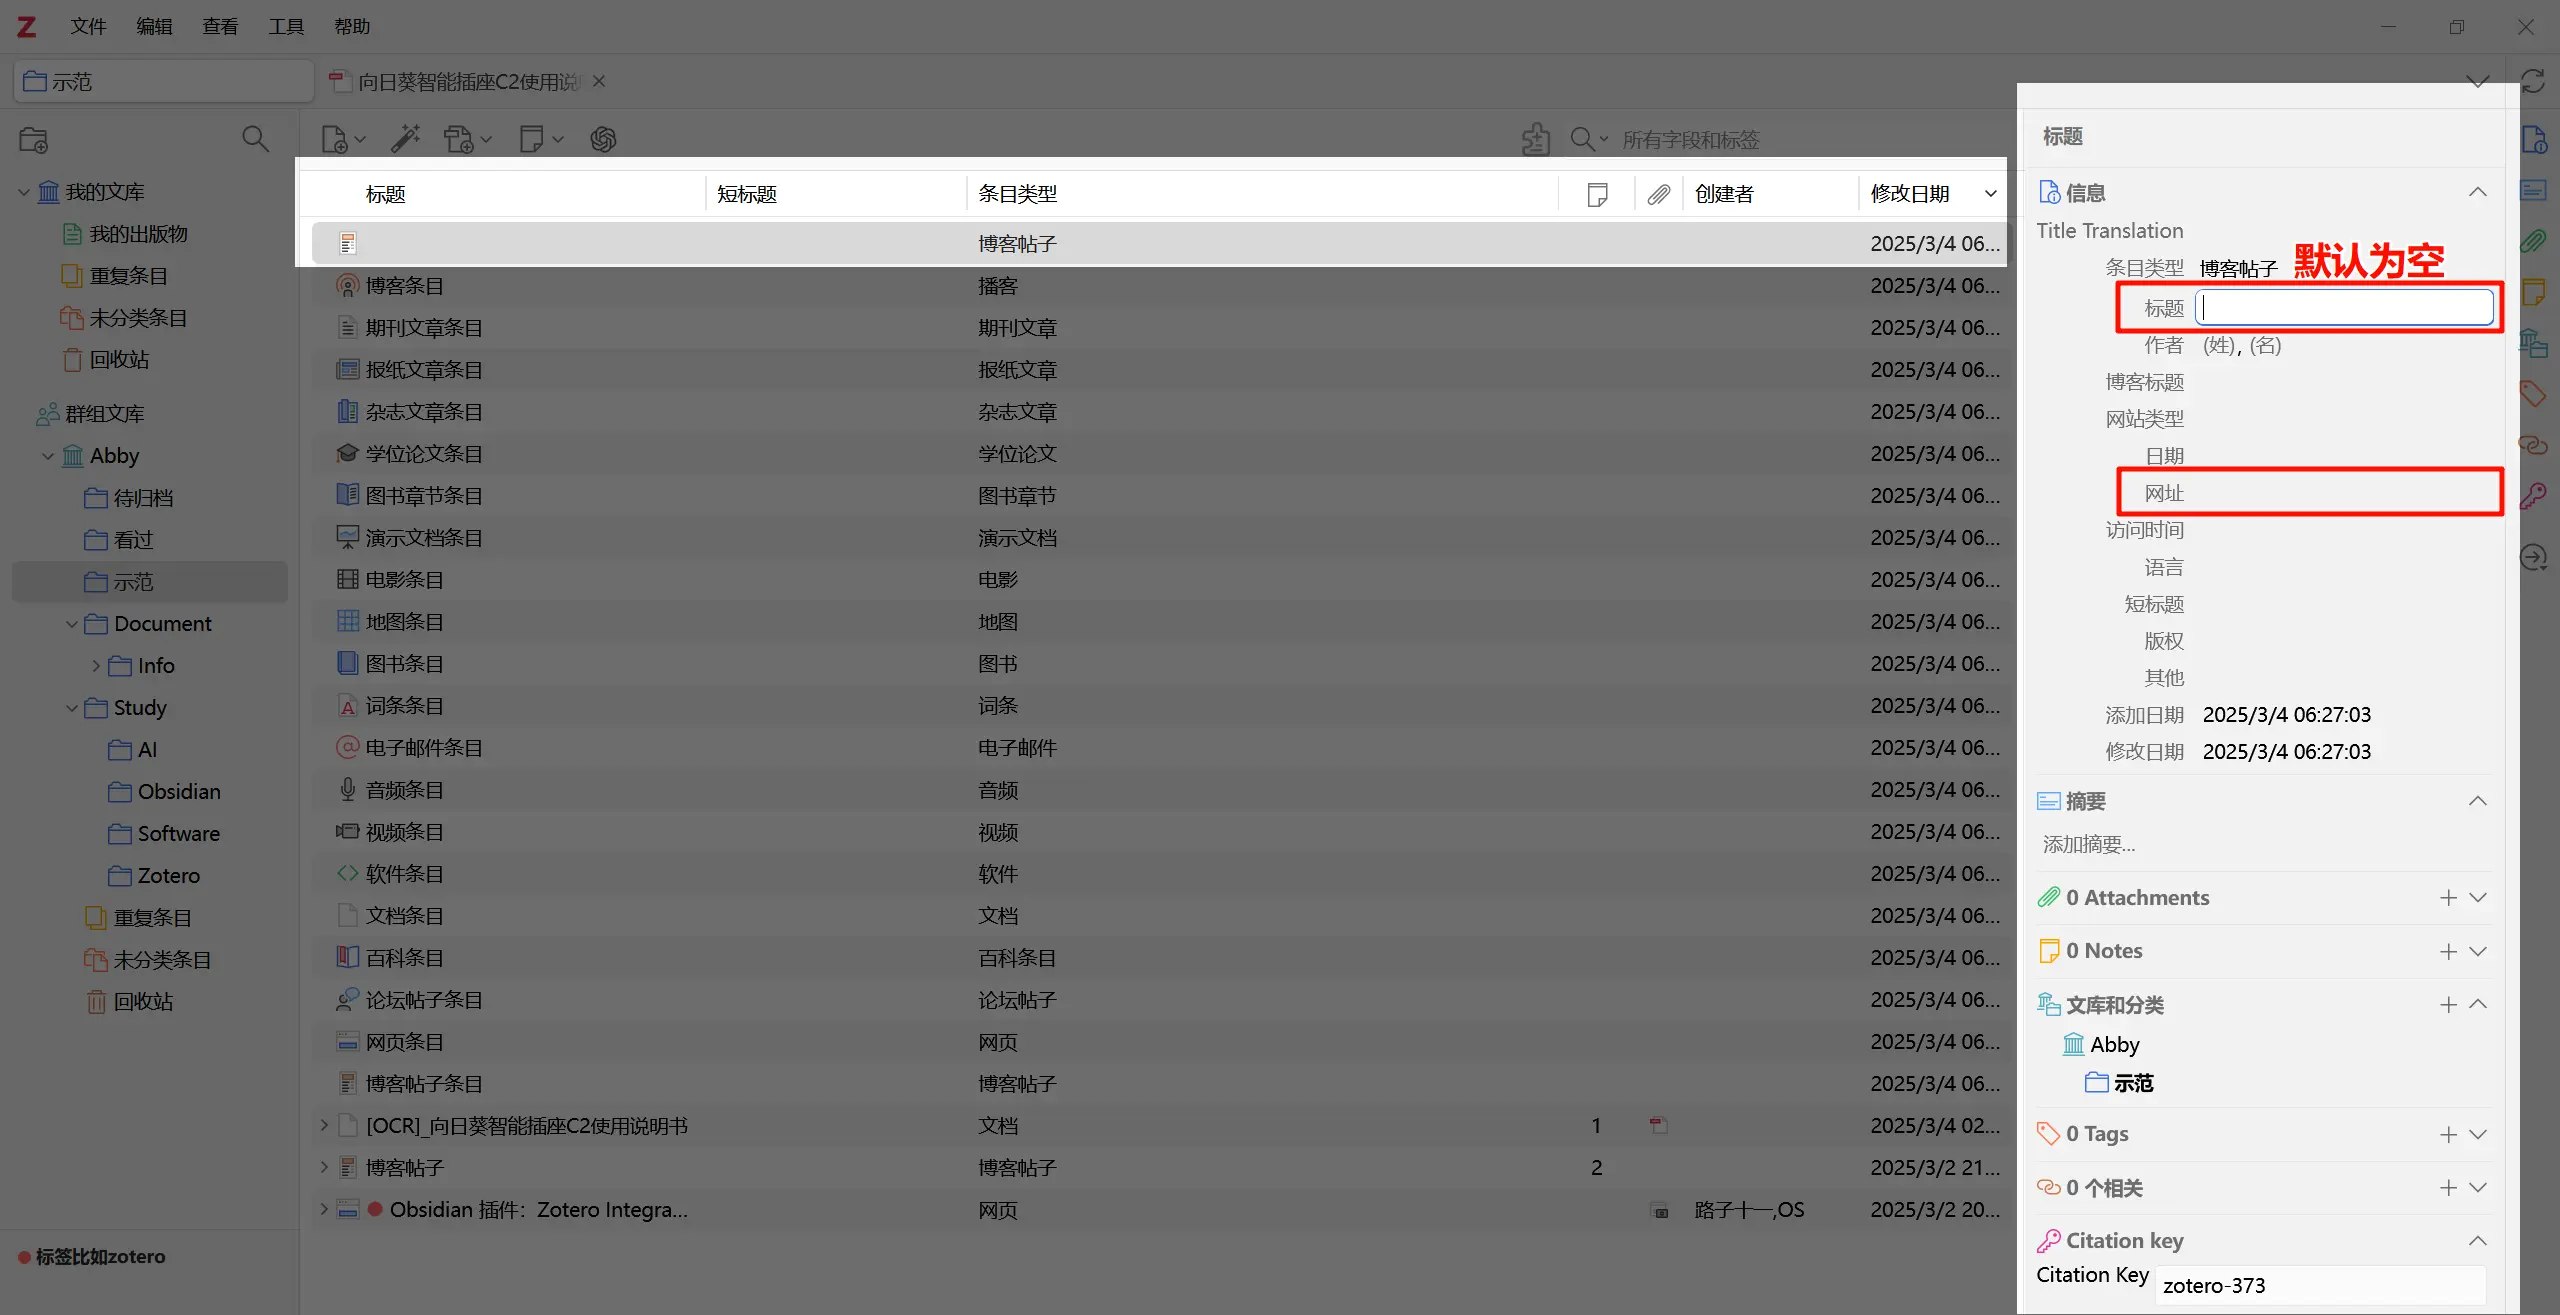 文件 编辑 查看 工具 帮助
示范
向日葵智能插座C2使用说
所有字段和标签
我的文库
我的出版物
重复条目
未分类条目
回收站
群组文库
Abby
待归档
看过
示范
Document
Info
Study
AI
Obsidian
Software
Zotero
重复条目
未分类条目
回收站
标签比如zotero
标题 短标题 条目类型 创建者 修改日期
博客帖子 2025/3/4 06...
博客条目 播客 2025/3/4 06...
期刊文章条目 期刊文章 2025/3/4 06...
报纸文章条目 报纸文章 2025/3/4 06...
杂志文章条目 杂志文章 2025/3/4 06...
学位论文条目 学位论文 2025/3/4 06...
图书章节条目 图书章节 2025/3/4 06...
演示文档条目 演示文档 2025/3/4 06...
电影条目 电影 2025/3/4 06...
地图条目 地图 2025/3/4 06...
图书条目 图书 2025/3/4 06...
词条条目 词条 2025/3/4 06...
电子邮件条目 电子邮件 2025/3/4 06...
音频条目 音频 2025/3/4 06...
视频条目 视频 2025/3/4 06...
软件条目 软件 2025/3/4 06...
文档条目 文档 2025/3/4 06...
百科条目 百科条目 2025/3/4 06...
论坛帖子条目 论坛帖子 2025/3/4 06...
网页条目 网页 2025/3/4 06...
博客帖子条目 博客帖子 2025/3/4 06...
[OCR]_向日葵智能插座C2使用说明书 文档 1 2025/3/4 02...
博客帖子 博客帖子 2 2025/3/2 21...
Obsidian 插件：Zotero Integra... 网页 路子十一,OS 2025/3/2 20...
标题
信息
Title Translation
条目类型 博客帖子 默认为空
标题
作者 (姓), (名)
博客标题
网站类型
日期
网址
访问时间
语言
短标题
版权
其他
添加日期 2025/3/4 06:27:03
修改日期 2025/3/4 06:27:03
摘要
添加摘要...
0 Attachments
0 Notes
文库和分类
Abby
示范
0 Tags
0 个相关
Citation key
Citation Key zotero-373